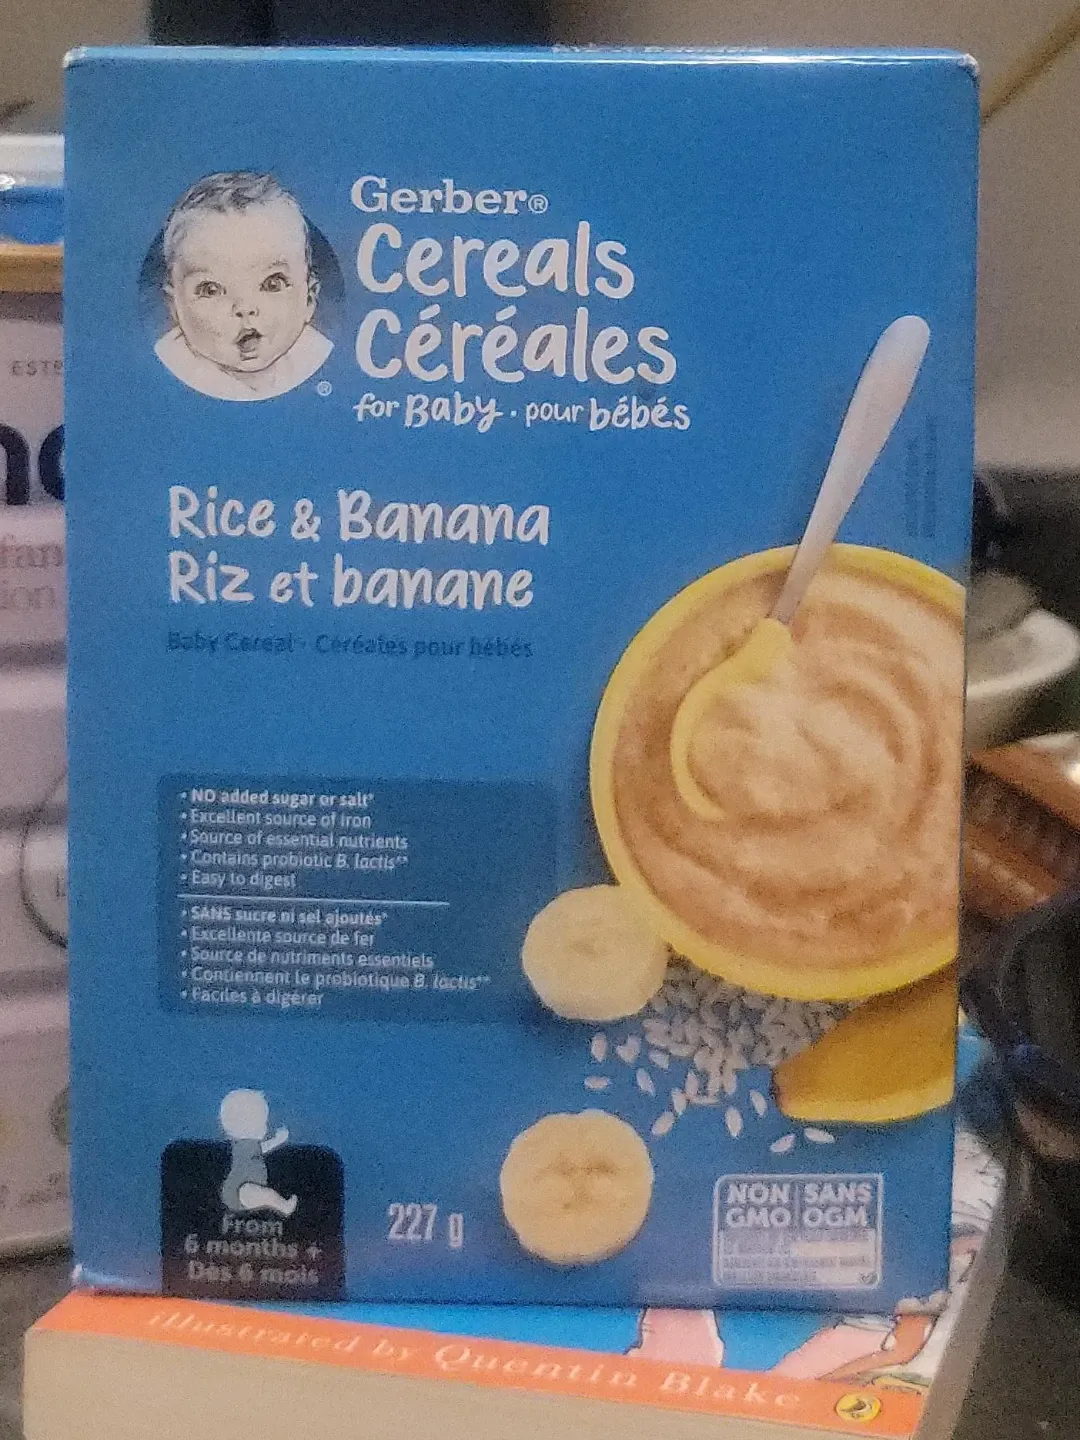 Gerber®
Cereals
Céréales
for Baby · pour bébés
®
Rice & Banana
Riz et banane
Baby Cereal · Céréales pour bébés
• NO added sugar or salt*
• Excellent source of iron
• Source of essential nutrients
• Contains probiotic B. lactis**
• Easy to digest
• SANS sucre ni sel ajoutés*
• Excellente source de fer
• Source de nutriments essentiels
• Contiennent le probiotique B. lactis**
• Faciles à digérer
From
6 months +
Dès 6 mois
227 g
NON SANS
GMO OGM
illustrated by Quentin Blake